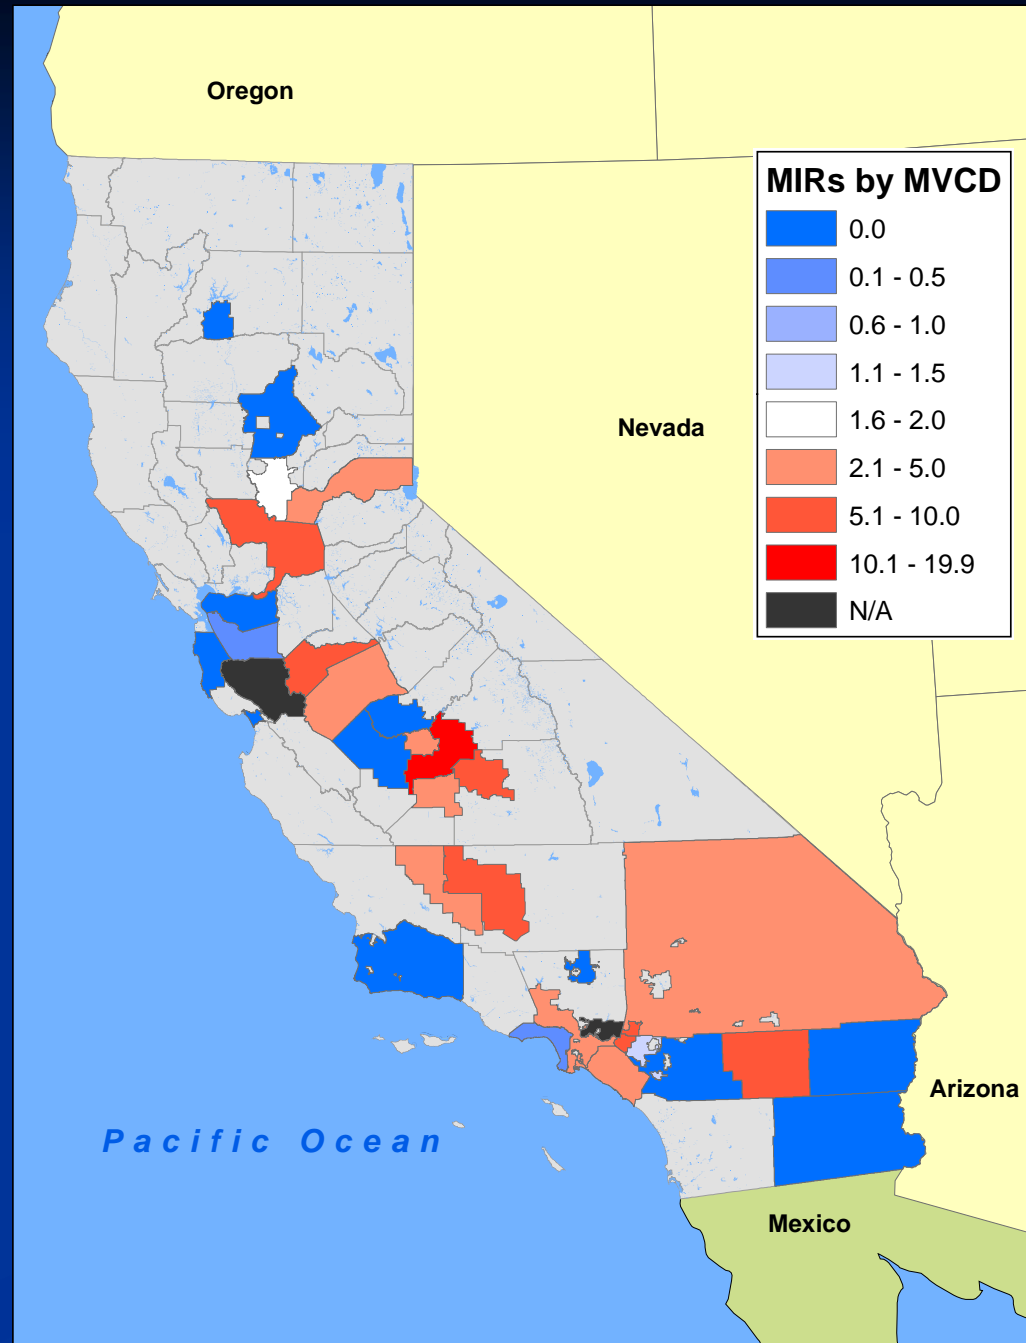 Oregon
MIRs by MVCD
0.0
0.1 - 0.5
0.6 - 1.0
1.1 - 1.5
1.6 - 2.0
2.1 - 5.0
5.1 - 10.0
10.1 - 19.9
N/A
Nevada
Arizona
Pacific Ocean
Mexico